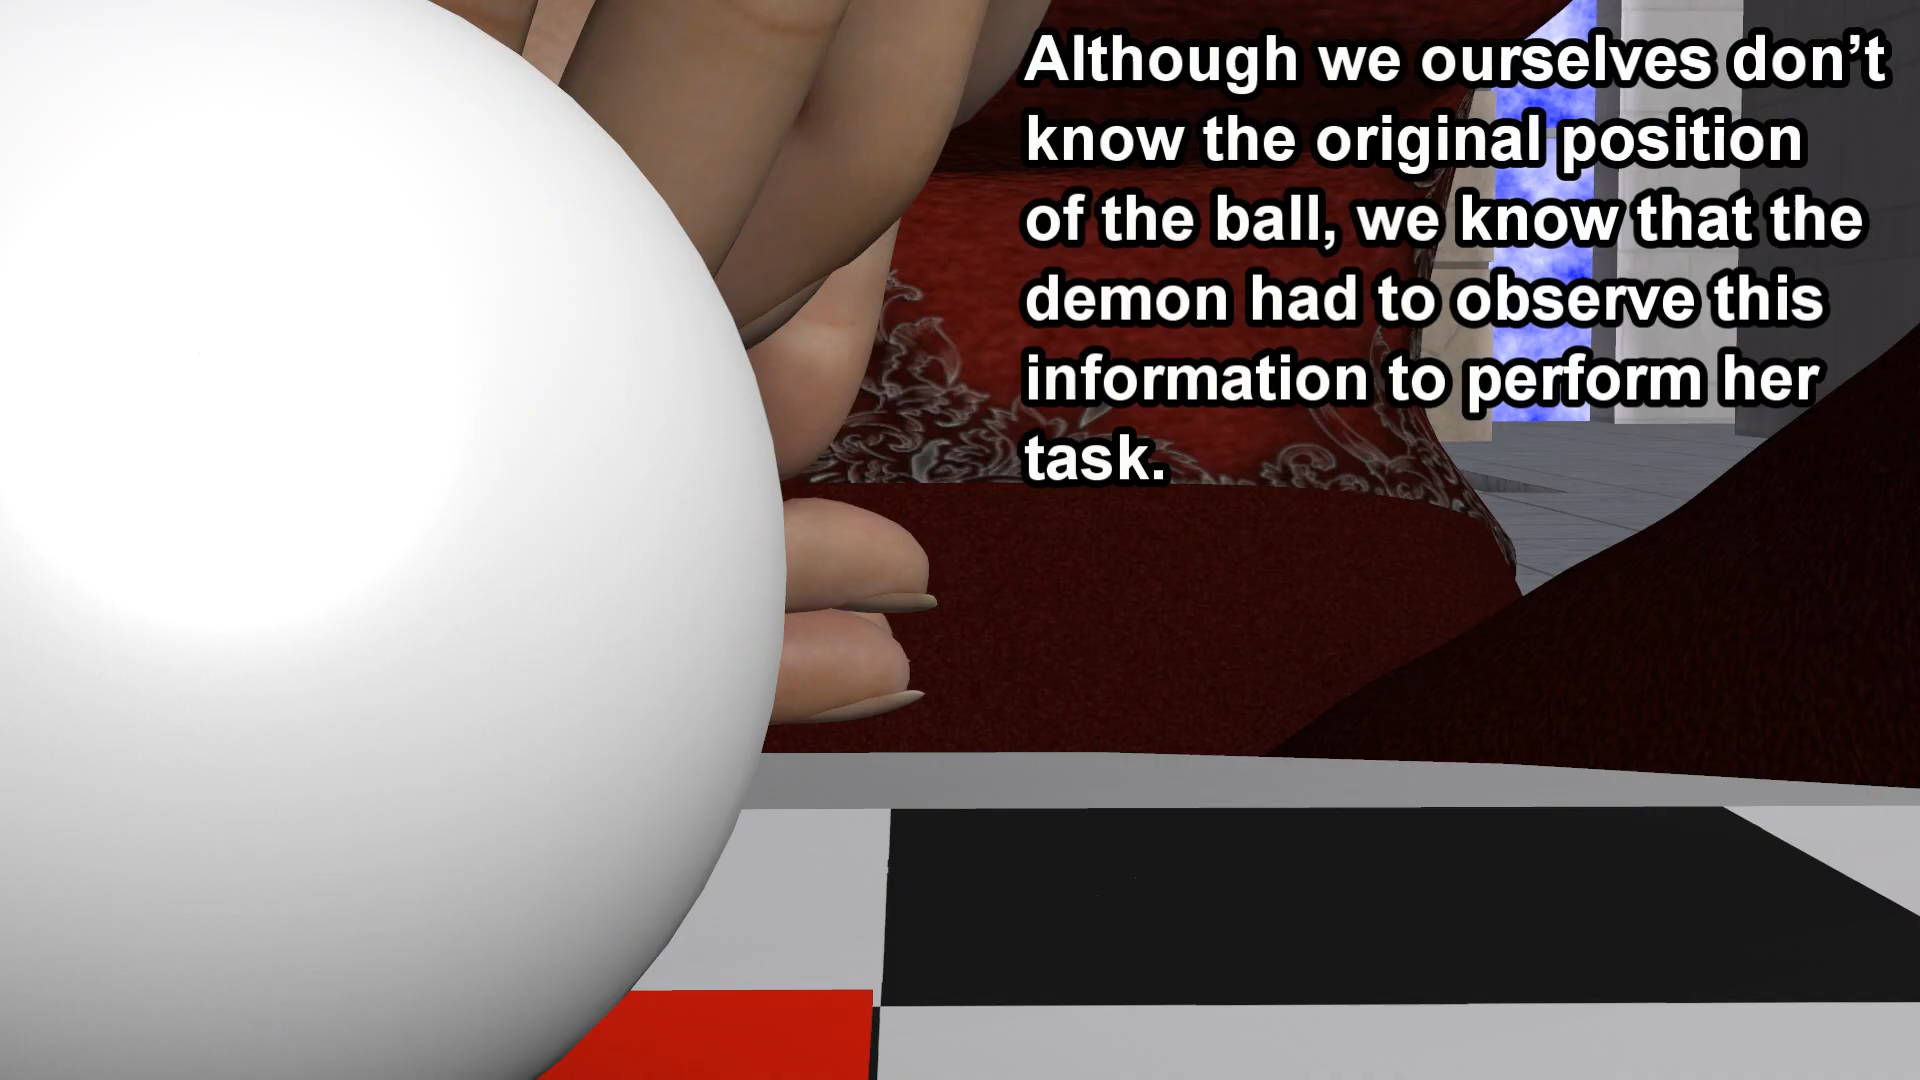 Although we ourselves don’t
know the original position
of the ball, we know that the
demon had to observe this
information to perform her
task.